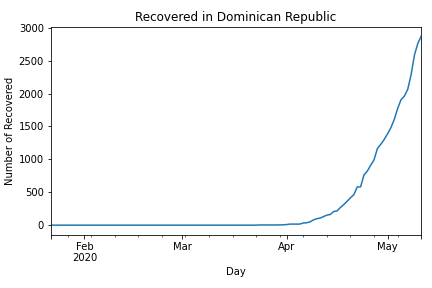 Recovered in Dominican Republic
3000
2500
2000
1500
1000
500
0
Number of Recovered
Feb
2020
Mar
Apr
May
Day